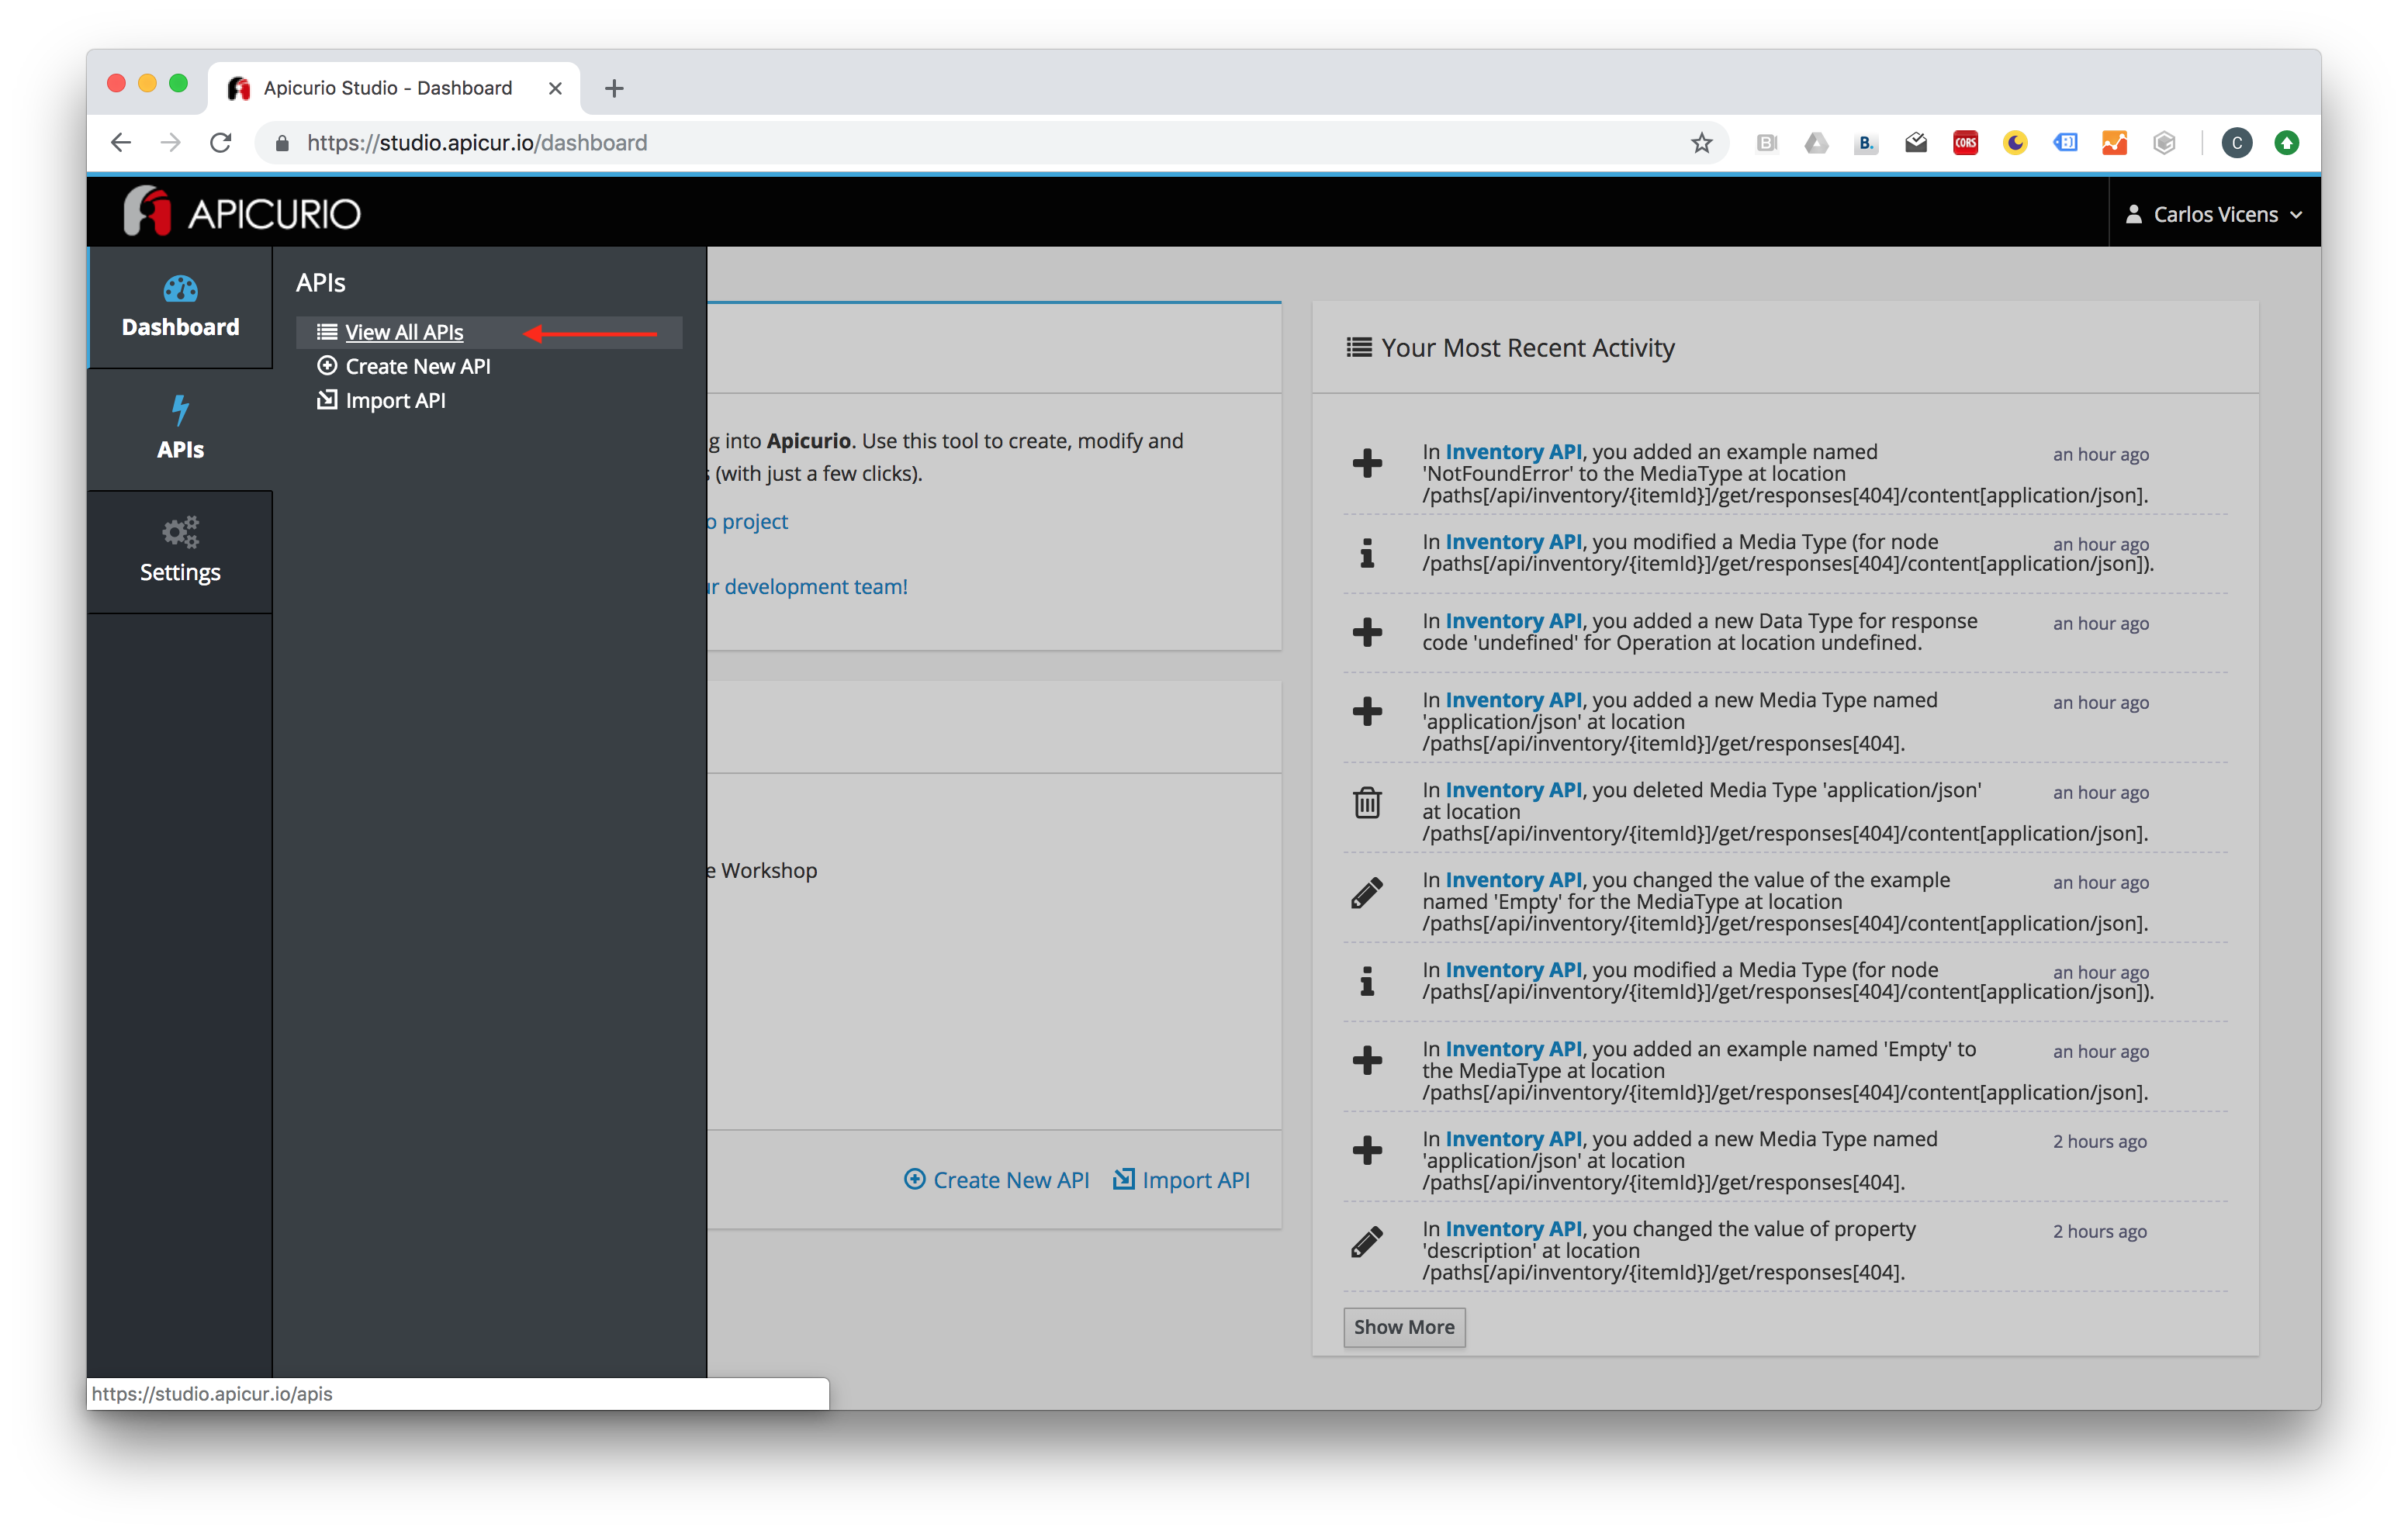 Apicurio Studio - Dashboard
https://studio.apicur.io/dashboard
B.
CORS
C
APICURIO
Carlos Vicens
Dashboard
APIs
Settings
APIs
View All APIs
Create New API
Import API
g into Apicurio. Use this tool to create, modify and
s (with just a few clicks).
o project
ur development team!
e Workshop
Create New API
Import API
Your Most Recent Activity
In Inventory API, you added an example named
an hour ago
'NotFoundError' to the MediaType at location
/paths[/api/inventory/{itemId}]/get/responses[404]/content[application/json].
In Inventory API, you modified a Media Type (for node
an hour ago
/paths[/api/inventory/{itemId}]/get/responses[404]/content[application/json]).
In Inventory API, you added a new Data Type for response
an hour ago
code 'undefined' for Operation at location undefined.
In Inventory API, you added a new Media Type named
an hour ago
'application/json' at location
/paths[/api/inventory/{itemId}]/get/responses[404].
In Inventory API, you deleted Media Type 'application/json'
an hour ago
at location
/paths[/api/inventory/{itemId}]/get/responses[404]/content[application/json].
In Inventory API, you changed the value of the example
an hour ago
named 'Empty' for the MediaType at location
/paths[/api/inventory/{itemId}]/get/responses[404]/content[application/json].
In Inventory API, you modified a Media Type (for node
an hour ago
/paths[/api/inventory/{itemId}]/get/responses[404]/content[application/json]).
In Inventory API, you added an example named 'Empty' to
an hour ago
the MediaType at location
/paths[/api/inventory/{itemId}]/get/responses[404]/content[application/json].
In Inventory API, you added a new Media Type named
2 hours ago
'application/json' at location
/paths[/api/inventory/{itemId}]/get/responses[404].
In Inventory API, you changed the value of property
2 hours ago
'description' at location
/paths[/api/inventory/{itemId}]/get/responses[404].
Show More
https://studio.apicur.io/apis